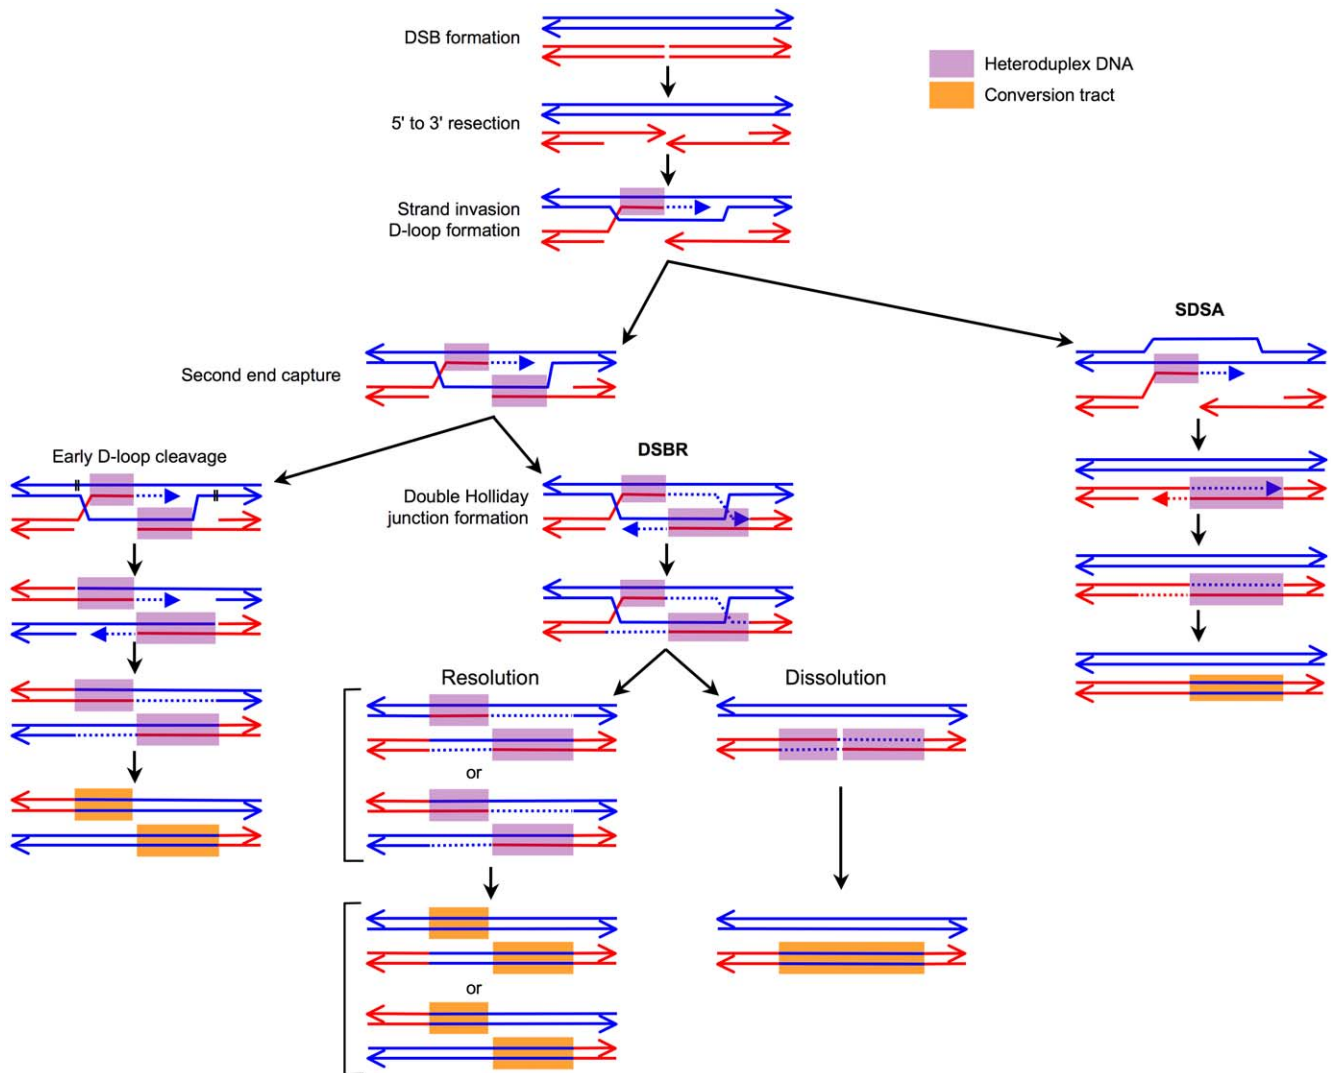 DSB formation
Heteroduplex DNA
Conversion tract
5' to 3' resection
Strand invasion
D-loop formation
SDSA
Second end capture
Early D-loop cleavage
DSBR
Double Holliday
junction formation
Resolution
Dissolution
or
or